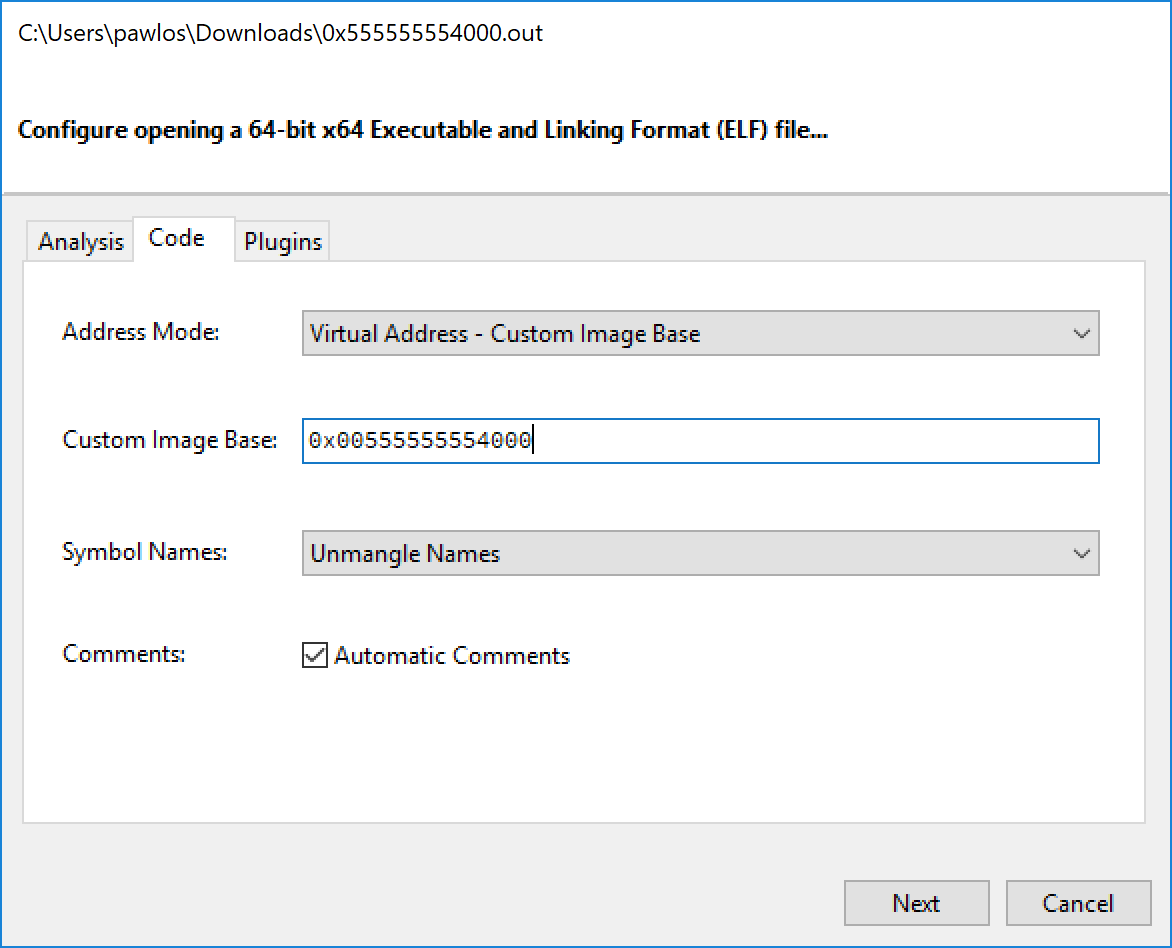 C:\Users\pawlos\Downloads\0x555555554000.out
Configure opening a 64-bit x64 Executable and Linking Format (ELF) file...
Analysis Code Plugins
Address Mode: Virtual Address - Custom Image Base
Custom Image Base: 0x00555555554000
Symbol Names: Unmangle Names
Comments: Automatic Comments
Next Cancel